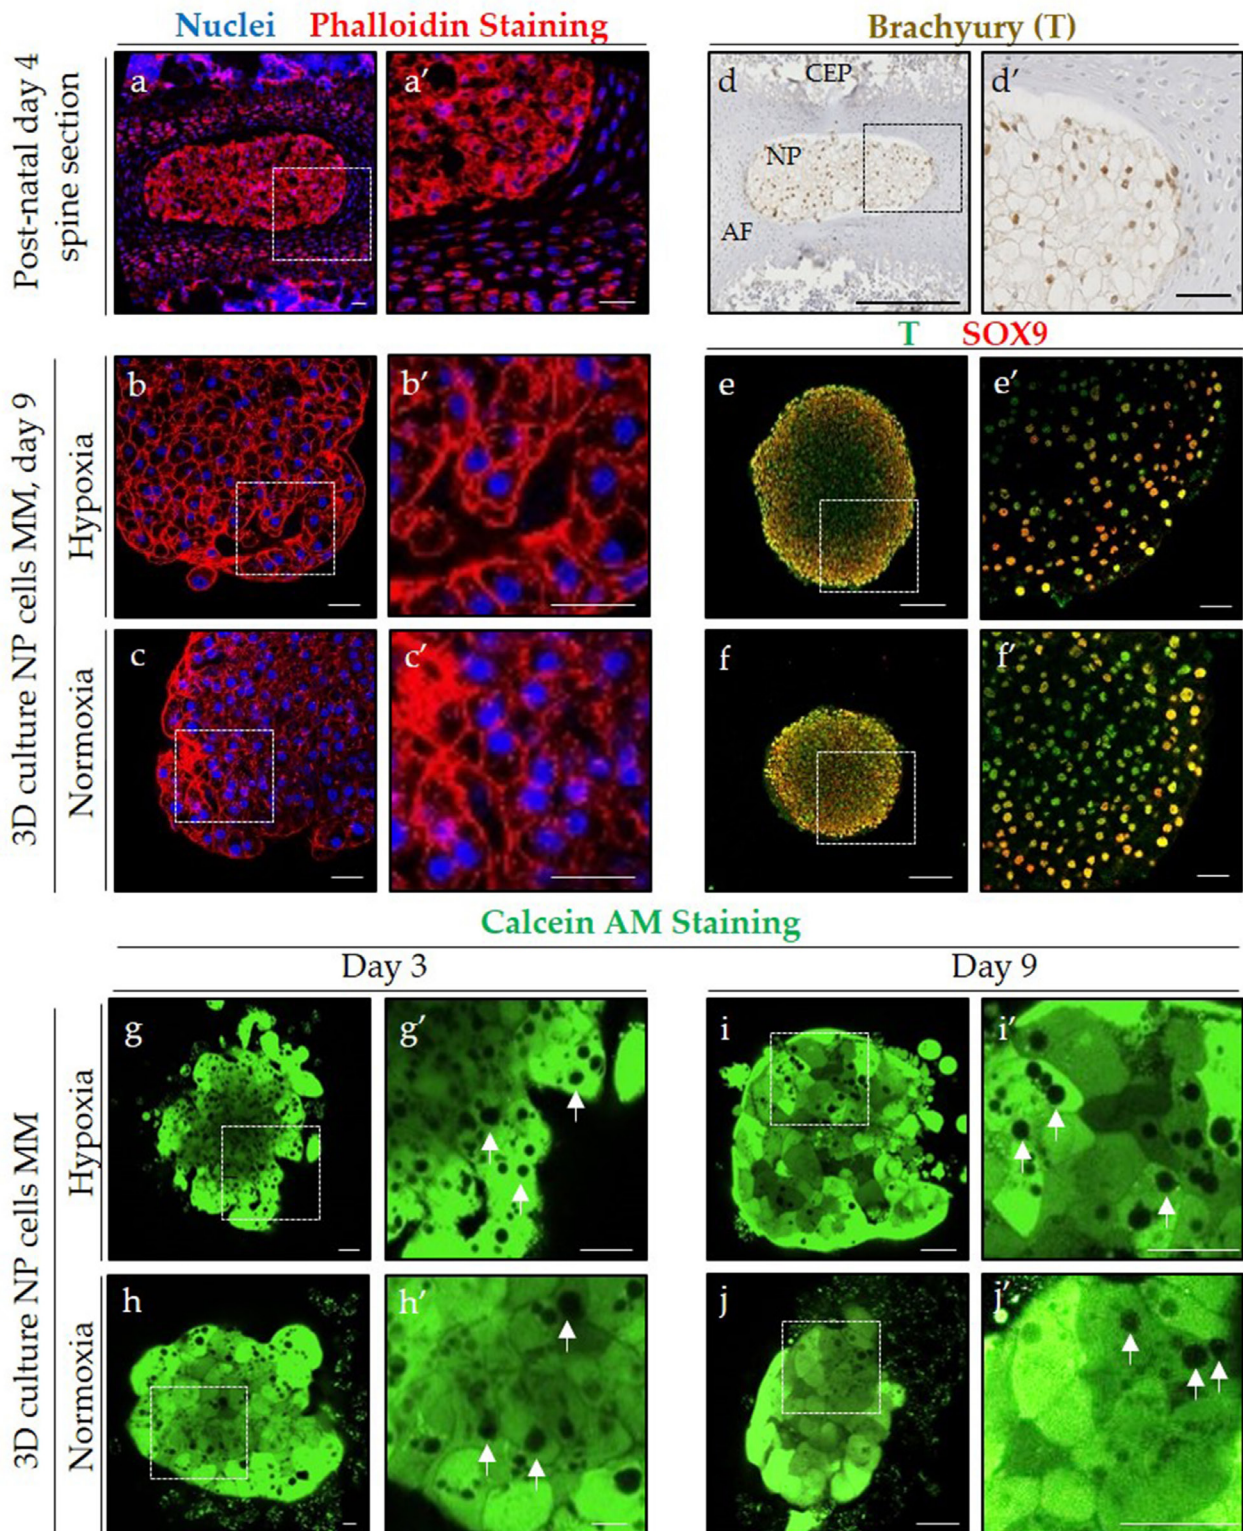 Nuclei Phalloidin Staining
Brachyury (T)
Post-natal day 4
spine section
a
a′
d
CEP
NP
AF
d′
T SOX9
3D culture NP cells MM, day 9
Hypoxia
b
b′
e
e′
Normoxia
c
c′
f
f′
Calcein AM Staining
Day 3
Day 9
3D culture NP cells MM
Hypoxia
g
g′
i
i′
Normoxia
h
h′
j
j′